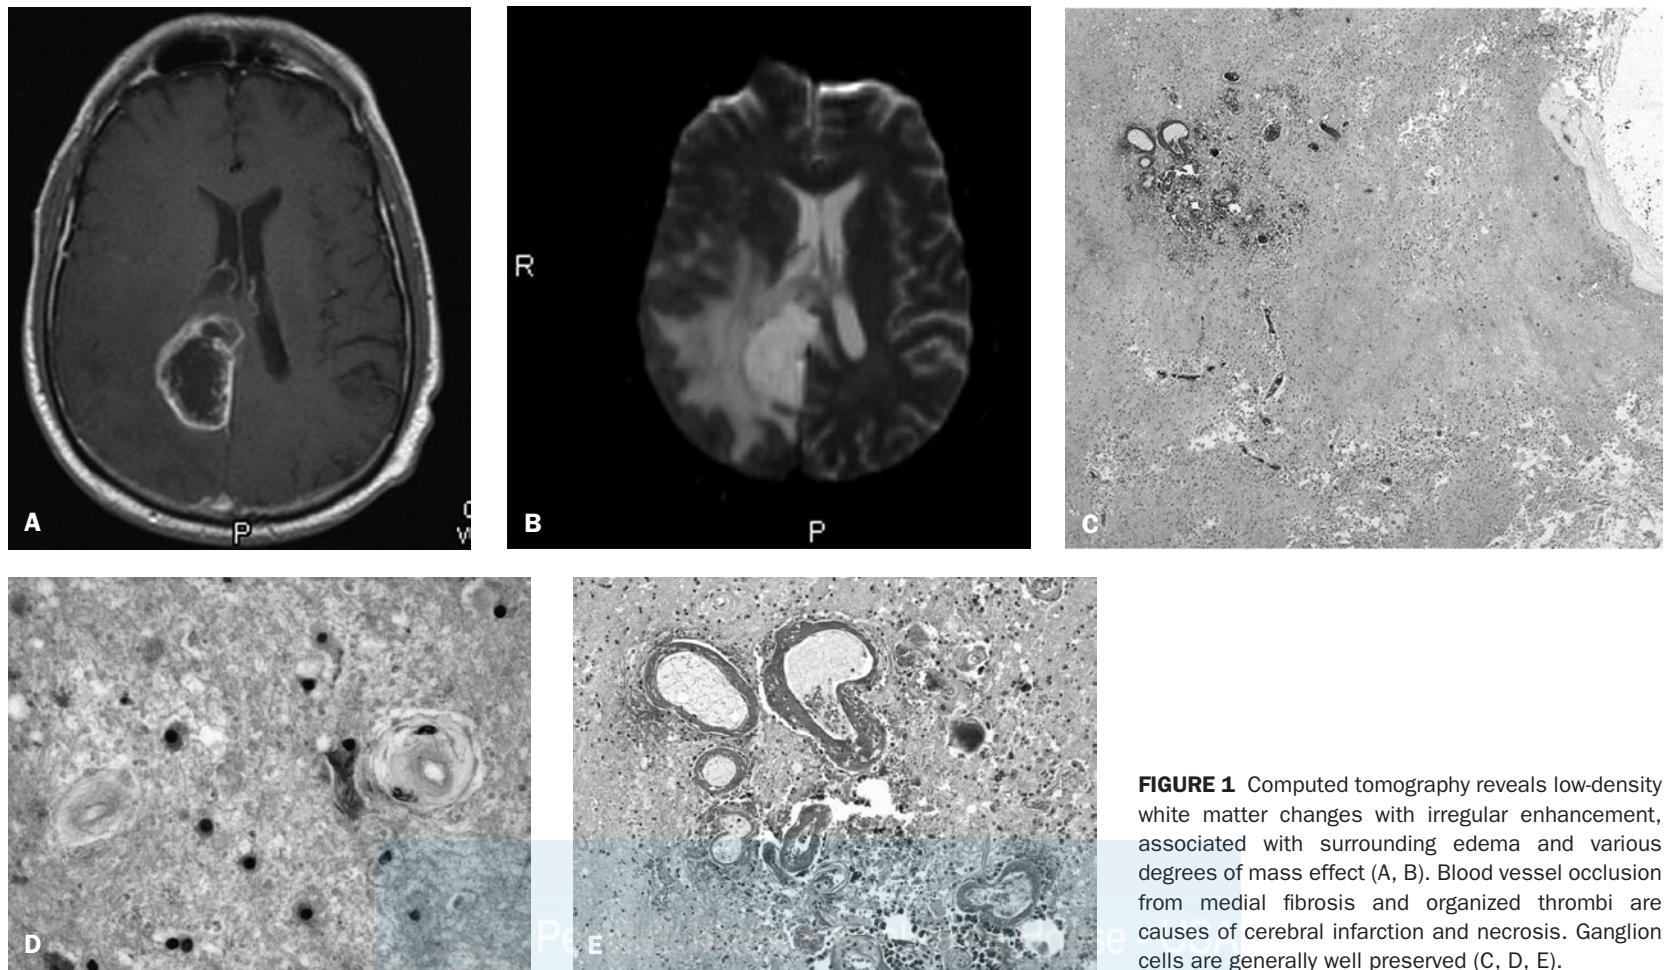 A
P
R
B
P
C
D
E
FIGURE 1 Computed tomography reveals low-density
white matter changes with irregular enhancement,
associated with surrounding edema and various
degrees of mass effect (A, B). Blood vessel occlusion
from medial fibrosis and organized thrombi are
causes of cerebral infarction and necrosis. Ganglion
cells are generally well preserved (C, D, E).